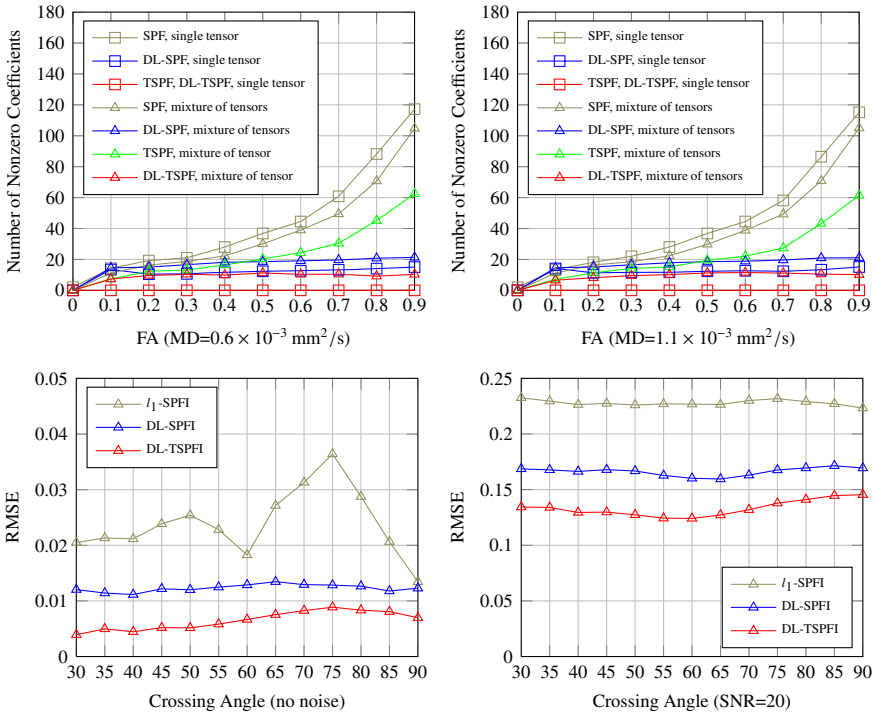 180
160
140
120
100
80
60
40
20
0
Number of Nonzero Coefficients
SPF, single tensor
DL-SPF, single tensor
TSPF, DL-TSPF, single tensor
SPF, mixture of tensors
DL-SPF, mixture of tensors
TSPF, mixture of tensor
DL-TSPF, mixture of tensor
0 0.1 0.2 0.3 0.4 0.5 0.6 0.7 0.8 0.9
FA (MD=0.6 × 10⁻³ mm²/s)
180
160
140
120
100
80
60
40
20
0
Number of Nonzero Coefficients
SPF, single tensor
DL-SPF, single tensor
TSPF, DL-TSPF, single tensor
SPF, mixture of tensors
DL-SPF, mixture of tensors
TSPF, mixture of tensors
DL-TSPF, mixture of tensor
0 0.1 0.2 0.3 0.4 0.5 0.6 0.7 0.8 0.9
FA (MD=1.1 × 10⁻³ mm²/s)
0.05
0.04
0.03
0.02
0.01
0
RMSE
l₁-SPFI
DL-SPFI
DL-TSPFI
30 35 40 45 50 55 60 65 70 75 80 85 90
Crossing Angle (no noise)
0.25
0.2
0.15
0.1
0.05
0
RMSE
l₁-SPFI
DL-SPFI
DL-TSPFI
30 35 40 45 50 55 60 65 70 75 80 85 90
Crossing Angle (SNR=20)